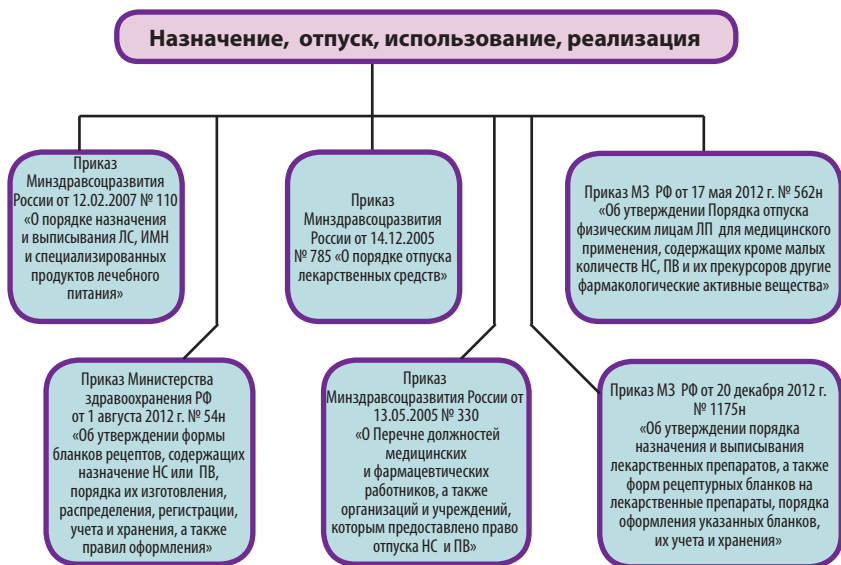 Назначение, отпуск, использование, реализация
Приказ
Минздравсоцразвития
России от 12.02.2007 № 110
«О порядке назначения
и выписывания ЛС, ИМН
и специализированных
продуктов лечебного
питания»
Приказ
Минздравсоцразвития
России от 14.12.2005
№ 785 «О порядке отпуска
лекарственных средств»
Приказ МЗ РФ от 17 мая 2012 г. № 562н
«Об утверждении Порядка отпуска
физическим лицам ЛП для медицинского
применения, содержащих кроме малых
количеств НС, ПВ и их прекурсоров другие
фармакологические активные вещества»
Приказ Министерства
здравоохранения РФ
от 1 августа 2012 г. № 54н
«Об утверждении формы
бланков рецептов, содержащих
назначение НС или ПВ,
порядка их изготовления,
распределения, регистрации,
учета и хранения, а также
правил оформления»
Приказ
Минздравсоцразвития России от
13.05.2005 № 330
«О Перечне должностей
медицинских
и фармацевтических
работников, а также
организаций и учреждений,
которым предоставлено право
отпуска НС и ПВ»
Приказ МЗ РФ от 20 декабря 2012 г.
№ 1175н
«Об утверждении порядка
назначения и выписывания
лекарственных препаратов, а также
форм рецептурных бланков на
лекарственные препараты, порядка
оформления указанных бланков,
их учета и хранения»